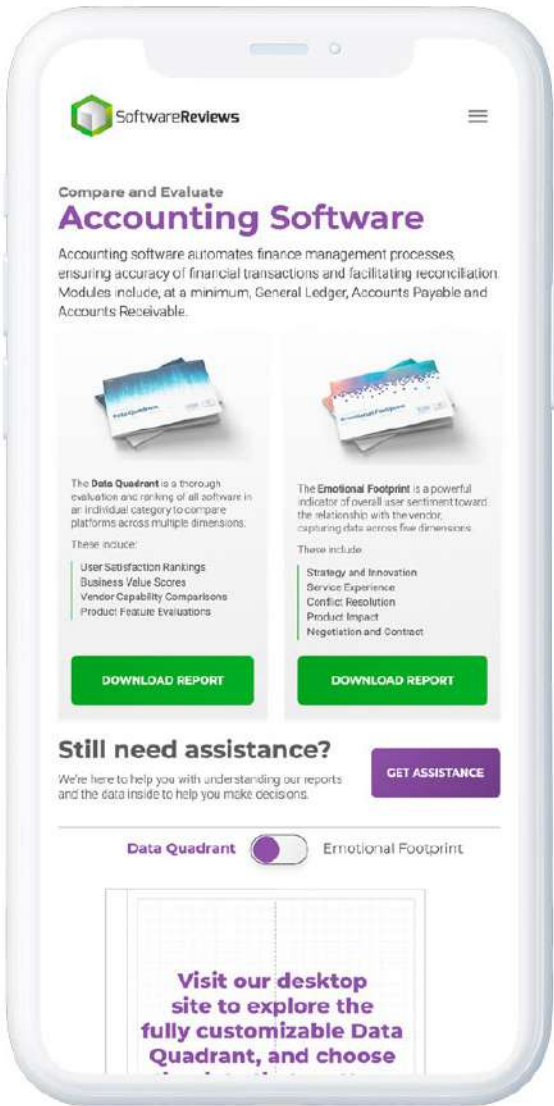 SoftwareReviews
Compare and Evaluate
Accounting Software
Accounting software automates finance management processes,
ensuring accuracy of financial transactions and facilitating reconciliation.
Modules include, at a minimum, General Ledger, Accounts Payable and
Accounts Receivable.
Data Quadrant
Emotional Footprint
The Data Quadrant is a thorough
evaluation and ranking of all software in
an individual category to compare
platforms across multiple dimensions.
These include:
User Satisfaction Rankings
Business Value Scores
Vendor Capability Comparisons
Product Feature Evaluations
DOWNLOAD REPORT
The Emotional Footprint is a powerful
indicator of overall user sentiment toward
the relationship with the vendor,
capturing data across five dimensions.
These include
Strategy and Innovation
Service Experience
Conflict Resolution
Product Impact
Negotiation and Contract
DOWNLOAD REPORT
Still need assistance?
We're here to help you with understanding our reports
and the data inside to help you make decisions.
GET ASSISTANCE
Data Quadrant
Emotional Footprint
Visit our desktop
site to explore the
fully customizable Data
Quadrant, and choose